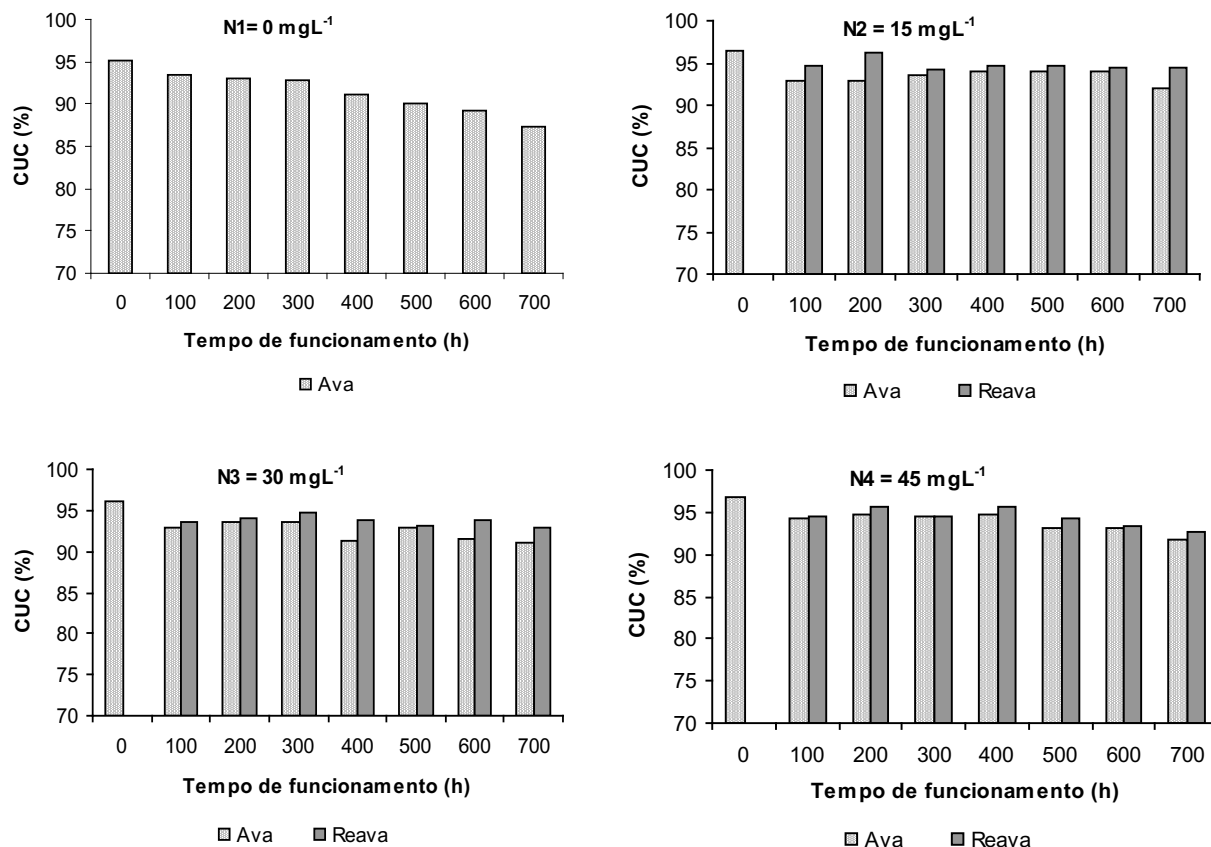 N1= 0 mgL⁻¹
CUC (%)
100
95
90
85
80
75
70
0 100 200 300 400 500 600 700
Tempo de funcionamento (h)
Ava
N2 = 15 mgL⁻¹
CUC (%)
100
95
90
85
80
75
70
0 100 200 300 400 500 600 700
Tempo de funcionamento (h)
Ava Reava
N3 = 30 mgL⁻¹
CUC (%)
100
95
90
85
80
75
70
0 100 200 300 400 500 600 700
Tempo de funcionamento (h)
Ava Reava
N4 = 45 mgL⁻¹
CUC (%)
100
95
90
85
80
75
70
0 100 200 300 400 500 600 700
Tempo de funcionamento (h)
Ava Reava